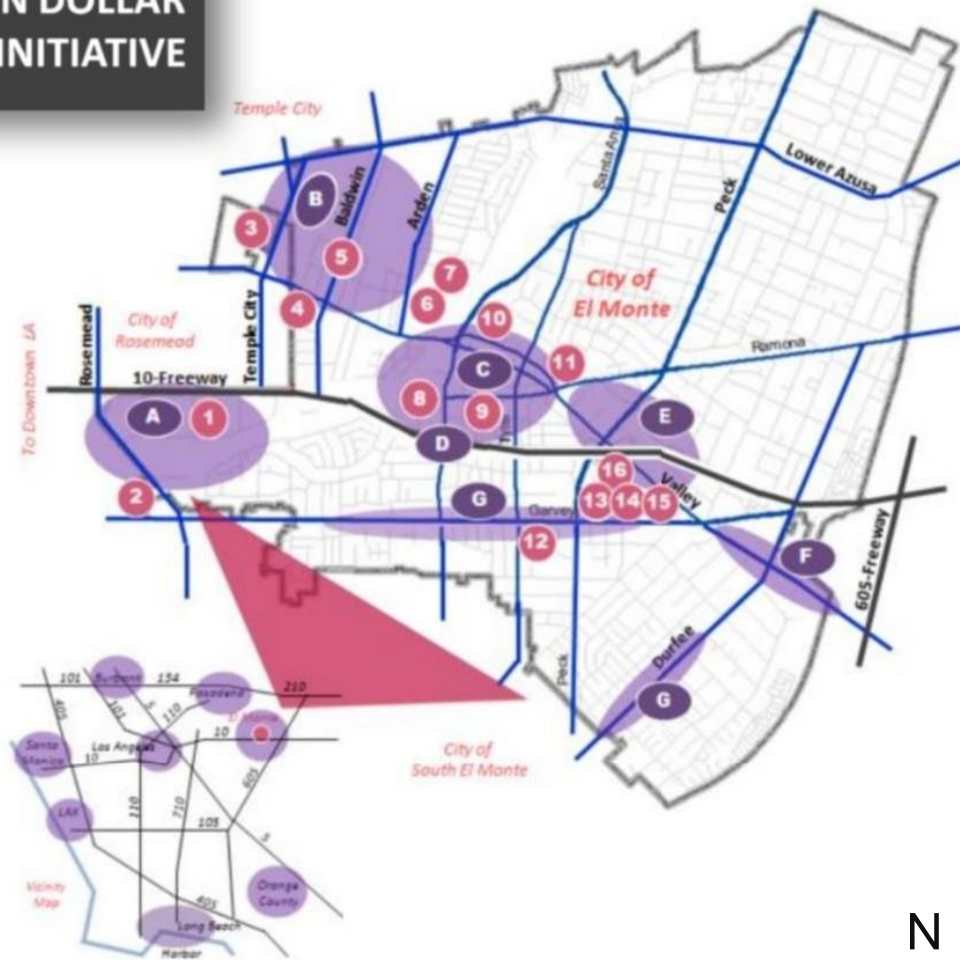 N DOLLAR
INITIATIVE
Temple City
Santa Anita
Lower Azusa
Peck
B
Baldwin
Arden
3
5
7
6
4
10
City of
El Monte
Rosemead
City of
Rosemead
Temple City
To Downtown LA
10-Freeway
Ramona
11
C
8
9
A
1
D
E
16
Valley
2
G
Garvey
13
14
15
12
F
605-Freeway
Durfee
G
Peck
City of
South El Monte
101
Burbank
134
Pasadena
210
405
101
5
110
El Monte
10
Santa
Monica
Los Angeles
10
605
LAX
110
710
105
5
Vicinity
Map
405
Orange
County
Long Beach
Harbor
N